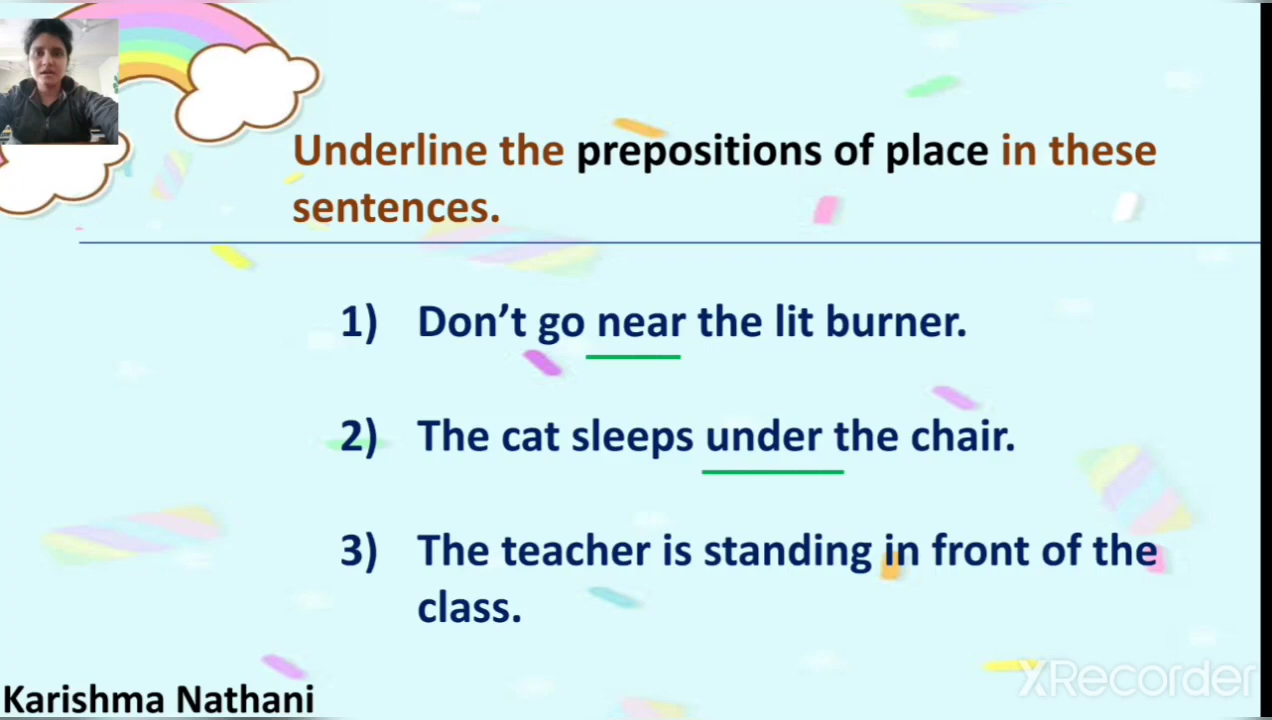 Underline the prepositions of place in these
sentences.
1) Don’t go near the lit burner.
2) The cat sleeps under the chair.
3) The teacher is standing in front of the
class.
Karishma Nathani
XRecorder